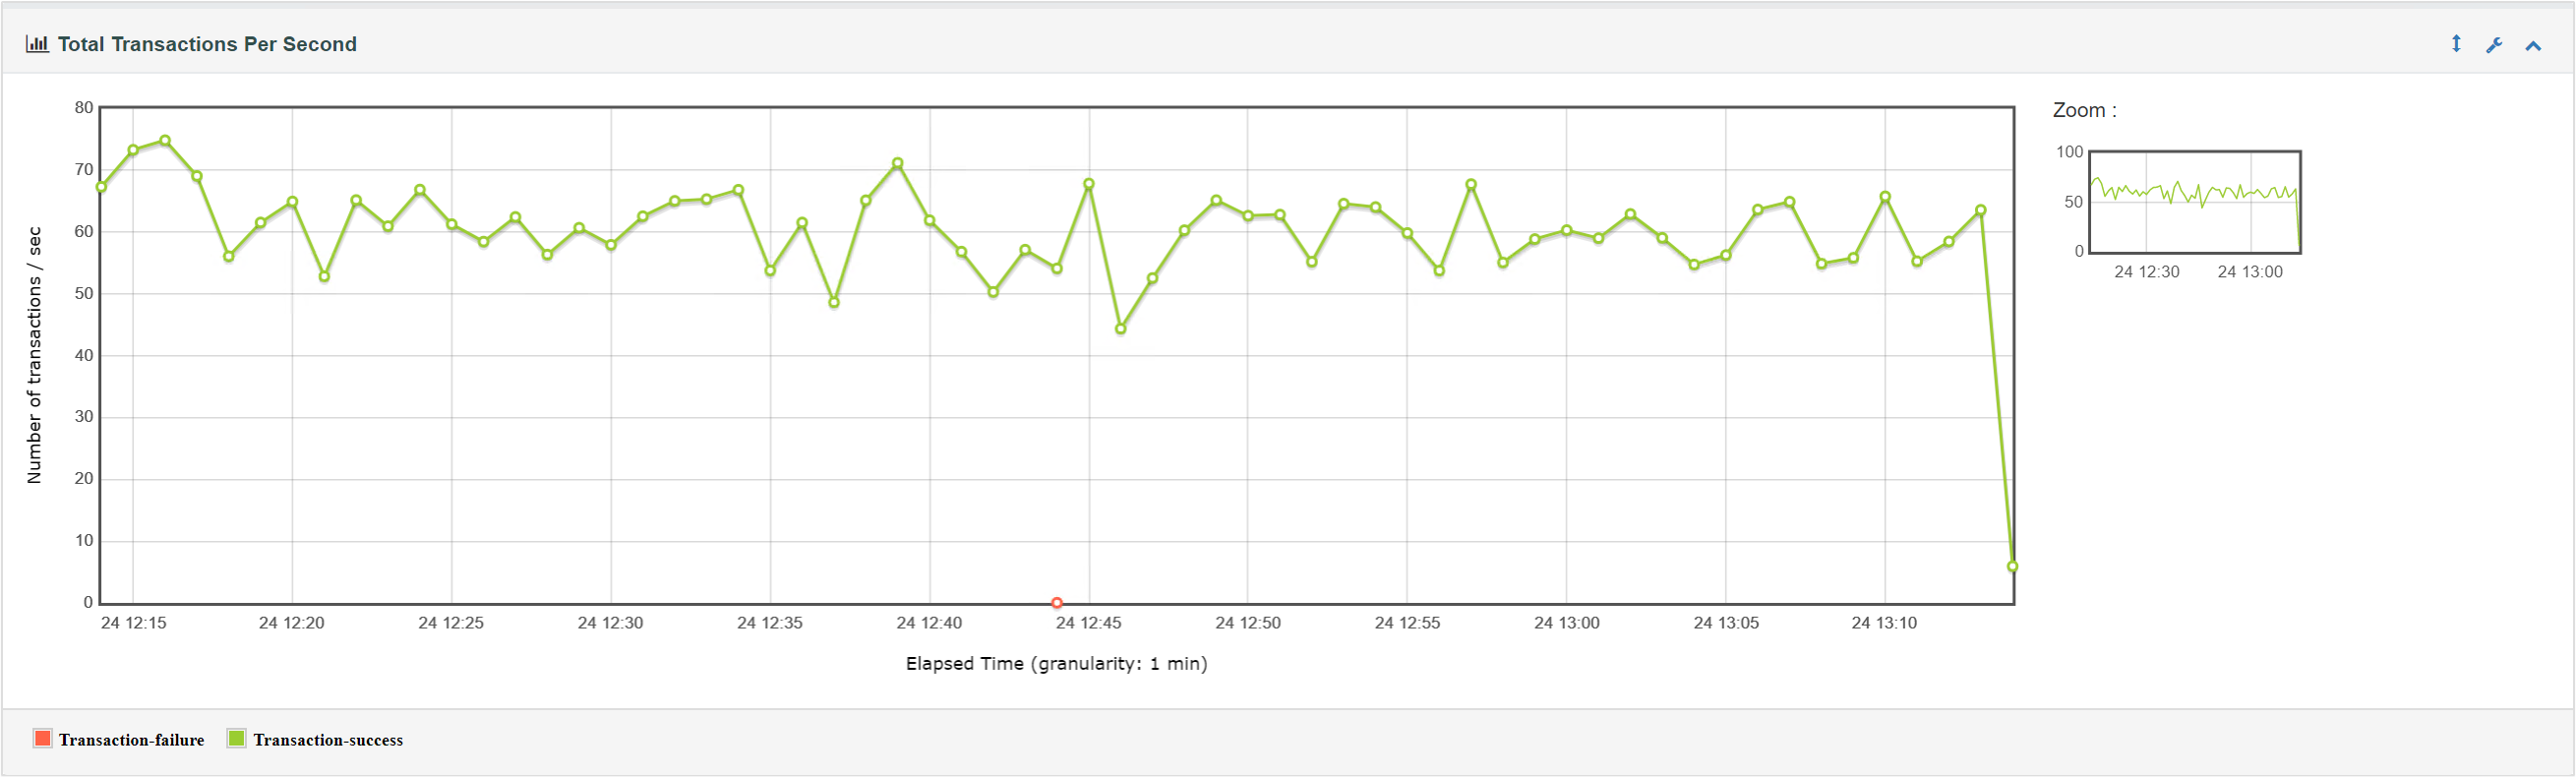 Total Transactions Per Second
80
70
60
50
40
30
20
10
0
Number of transactions / sec
24 12:15 24 12:20 24 12:25 24 12:30 24 12:35 24 12:40 24 12:45 24 12:50 24 12:55 24 13:00 24 13:05 24 13:10
Elapsed Time (granularity: 1 min)
Zoom :
100
50
0
24 12:30 24 13:00
Transaction-failure Transaction-success